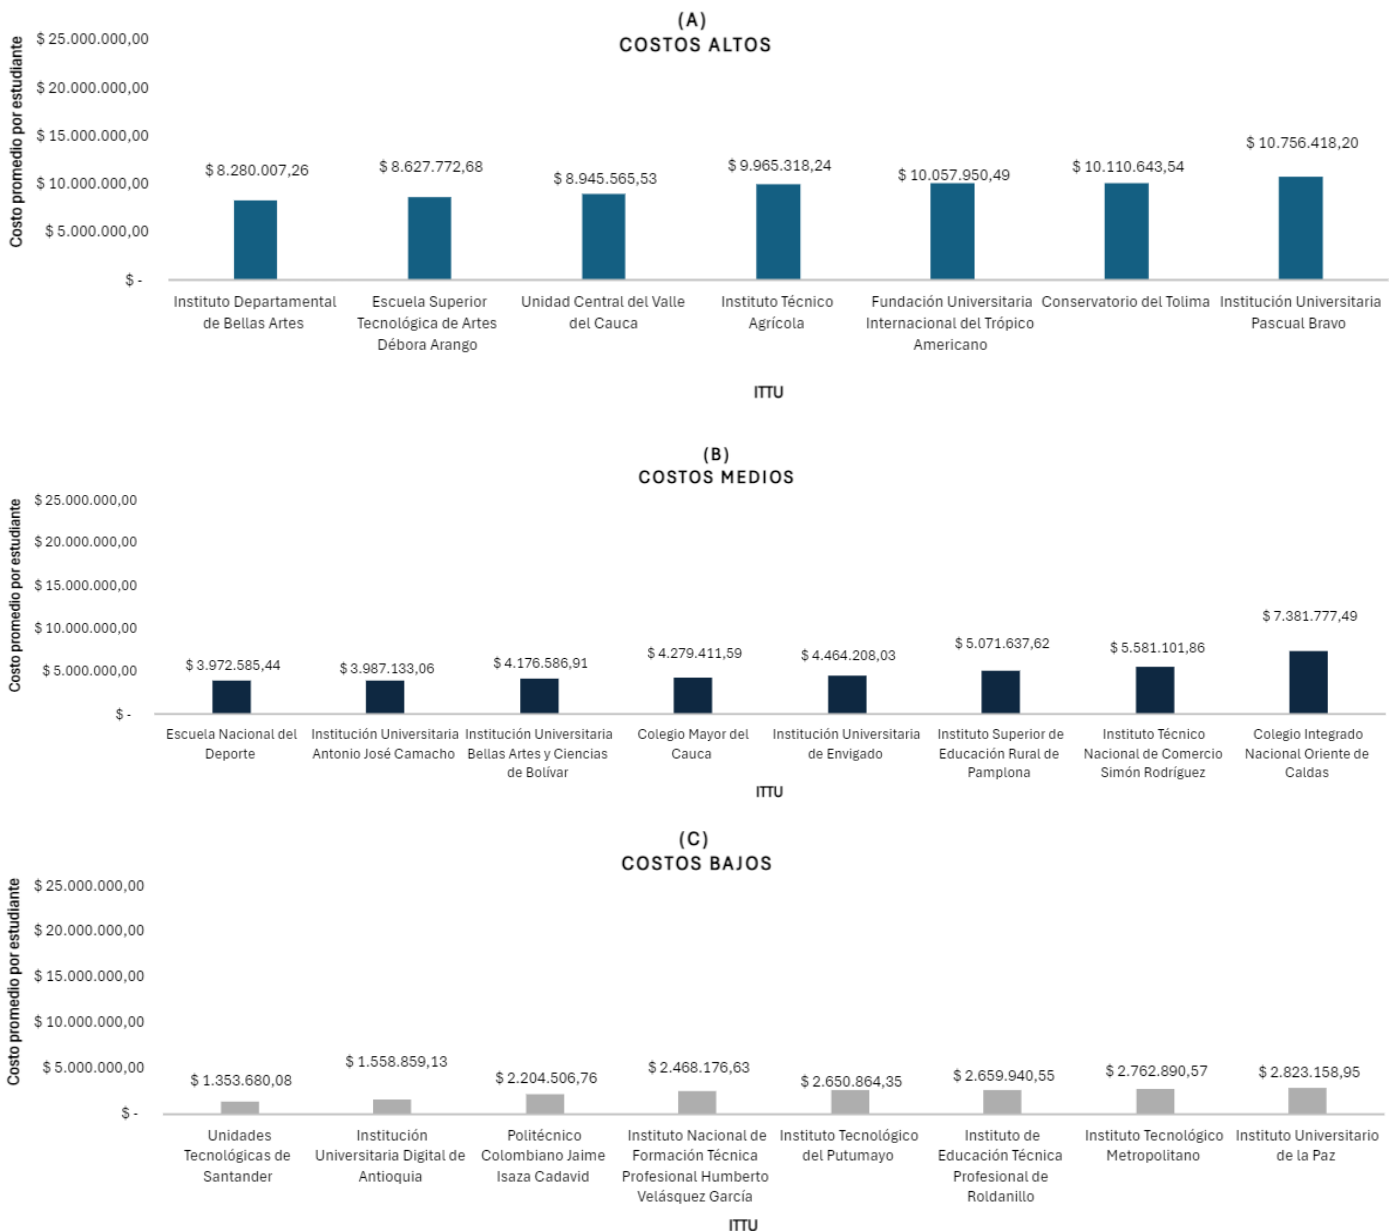 (A)
COSTOS ALTOS
Costo promedio por estudiante
$ 25.000.000,00
$ 20.000.000,00
$ 15.000.000,00
$ 10.000.000,00
$ 5.000.000,00
$ -
$ 8.280.007,26
$ 8.627.772,68
$ 8.945.565,53
$ 9.965.318,24
$ 10.057.950,49
$ 10.110.643,54
$ 10.756.418,20
Instituto Departamental
de Bellas Artes
Escuela Superior
Tecnológica de Artes
Débora Arango
Unidad Central del Valle
del Cauca
Instituto Técnico
Agrícola
Fundación Universitaria
Internacional del Trópico
Americano
Conservatorio del Tolima
Institución Universitaria
Pascual Bravo
ITTU
(B)
COSTOS MEDIOS
Costo promedio por estudiante
$ 25.000.000,00
$ 20.000.000,00
$ 15.000.000,00
$ 10.000.000,00
$ 5.000.000,00
$ -
$ 3.972.585,44
$ 3.987.133,06
$ 4.176.586,91
$ 4.279.411,59
$ 4.464.208,03
$ 5.071.637,62
$ 5.581.101,86
$ 7.381.777,49
Escuela Nacional del
Deporte
Institución Universitaria
Antonio José Camacho
Institución Universitaria
Bellas Artes y Ciencias
de Bolívar
Colegio Mayor del
Cauca
Institución Universitaria
de Envigado
Instituto Superior de
Educación Rural de
Pamplona
Instituto Técnico
Nacional de Comercio
Simón Rodríguez
Colegio Integrado
Nacional Oriente de
Caldas
ITTU
(C)
COSTOS BAJOS
Costo promedio por estudiante
$ 25.000.000,00
$ 20.000.000,00
$ 15.000.000,00
$ 10.000.000,00
$ 5.000.000,00
$ -
$ 1.353.680,08
$ 1.558.859,13
$ 2.204.506,76
$ 2.468.176,63
$ 2.650.864,35
$ 2.659.940,55
$ 2.762.890,57
$ 2.823.158,95
Unidades
Tecnológicas de
Santander
Institución
Universitaria Digital de
Antioquia
Politécnico
Colombiano Jaime
Isaza Cadavid
Instituto Nacional de
Formación Técnica
Profesional Humberto
Velásquez García
Instituto Tecnológico
del Putumayo
Instituto de
Educación Técnica
Profesional de
Roldanillo
Instituto Tecnológico
Metropolitano
Instituto Universitario
de la Paz
ITTU